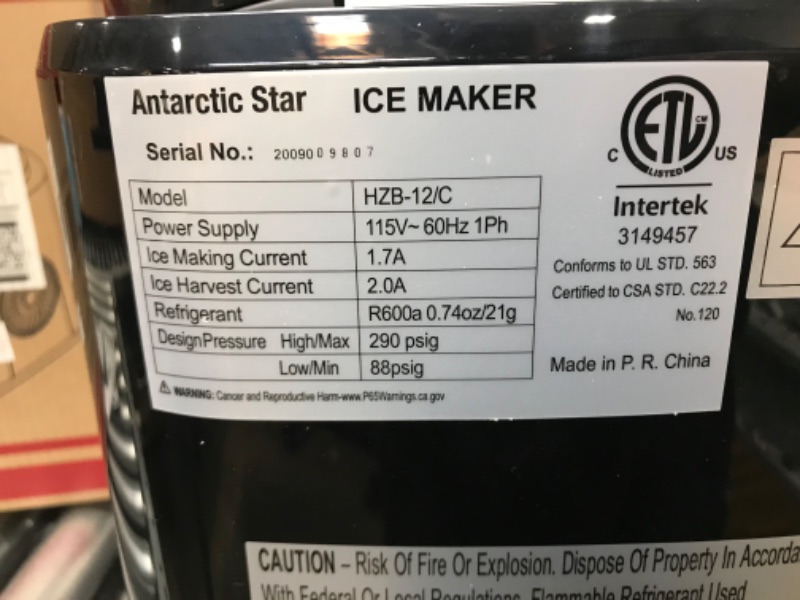 Antarctic Star ICE MAKER
Serial No.: 2009009807
Model HZB-12/C
Power Supply 115V~ 60Hz 1Ph
Ice Making Current 1.7A
Ice Harvest Current 2.0A
Refrigerant R600a 0.74oz/21g
Design Pressure High/Max 290 psig
Low/Min 88psig
WARNING: Cancer and Reproductive Harm-www.P65Warnings.ca.gov
ETL CM
C US
LISTED
Intertek
3149457
Conforms to UL STD. 563
Certified to CSA STD. C22.2
No.120
Made in P. R. China
CAUTION – Risk Of Fire Or Explosion. Dispose Of Property In Accorda
With Federal Or Local Regulations. Flammable Refrigerant Used